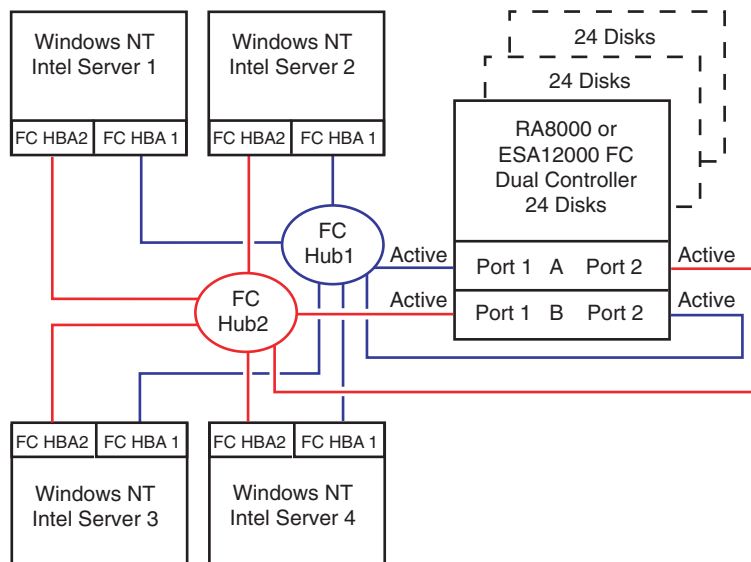 Windows NT
Intel Server 1
FC HBA2
FC HBA 1
Windows NT
Intel Server 2
FC HBA2
FC HBA 1
24 Disks
24 Disks
RA8000 or
ESA12000 FC
Dual Controller
24 Disks
FC
Hub1
Active
Port 1 A Port 2
Active
FC
Hub2
Active
Port 1 B Port 2
Active
FC HBA2
FC HBA 1
Windows NT
Intel Server 3
FC HBA2
FC HBA 1
Windows NT
Intel Server 4